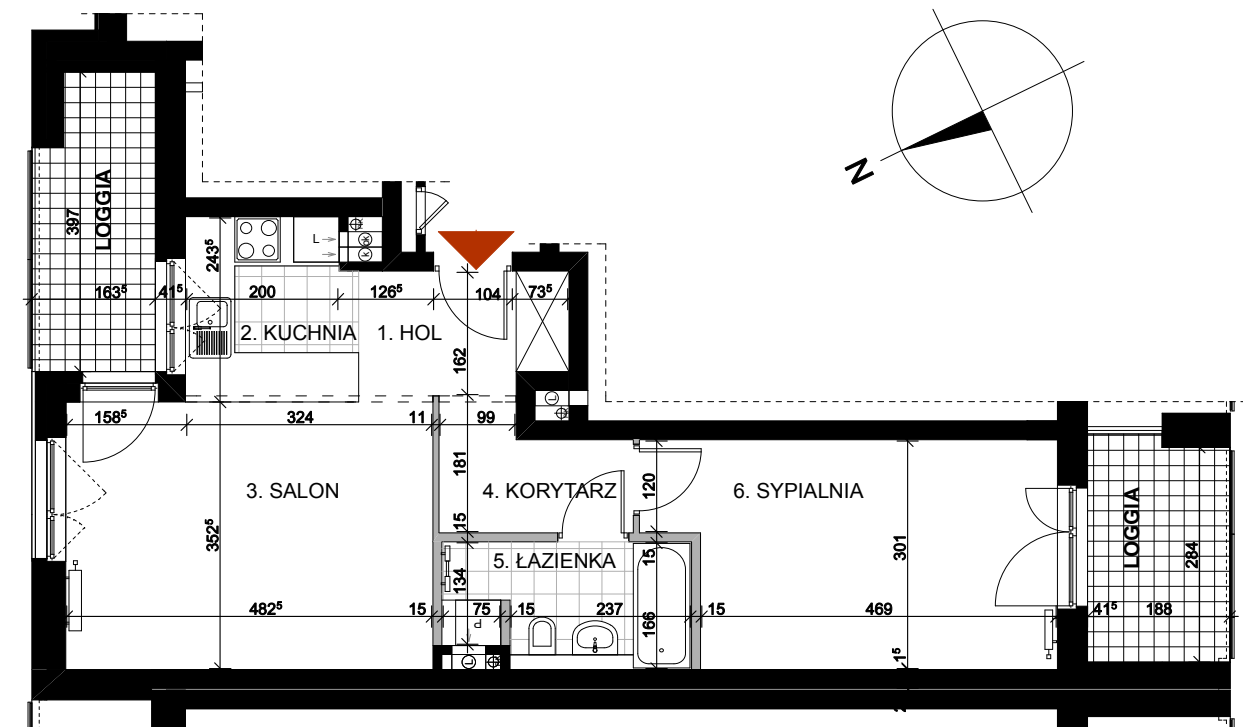 N
LOGGIA
397
163⁵
41⁵
243⁵
200
126⁵
104
73⁵
L
K
2. KUCHNIA
1. HOL
162
L
158⁵
324
11
99
181
15
352⁵
3. SALON
4. KORYTARZ
120
6. SYPIALNIA
301
LOGGIA
284
5. ŁAZIENKA
134
15
166
482⁵
15
75
15
237
15
469
41⁵
188
P
L